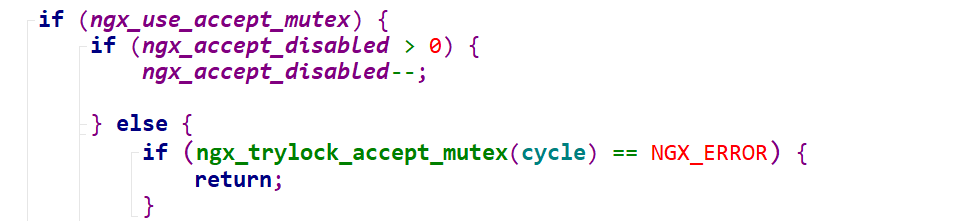 if (ngx_use_accept_mutex) {
if (ngx_accept_disabled > 0) {
ngx_accept_disabled--;
} else {
if (ngx_trylock_accept_mutex(cycle) == NGX_ERROR) {
return;
}